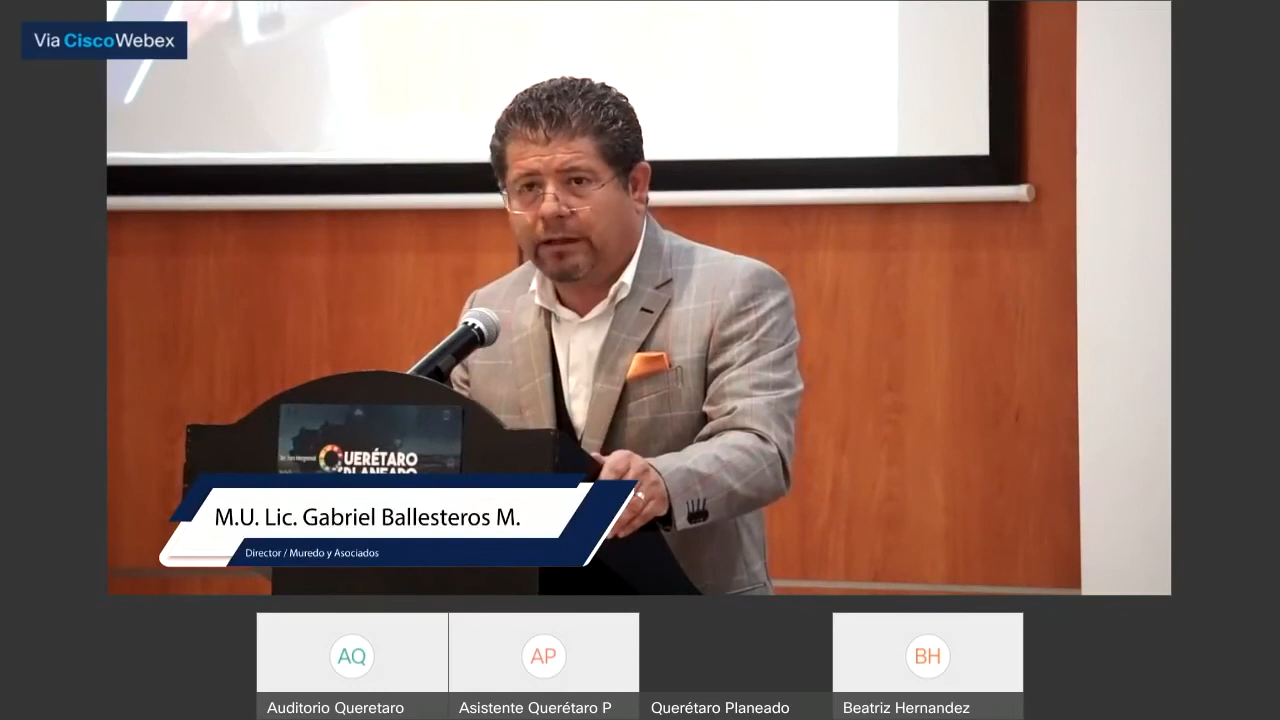 Via CiscoWebex
QUERÉTARO
PLANEADO
M.U. Lic. Gabriel Ballesteros M.
Director / Muredo y Asociados
AQ
AP
BH
Auditorio Queretaro
Asistente Querétaro P
Querétaro Planeado
Beatriz Hernandez